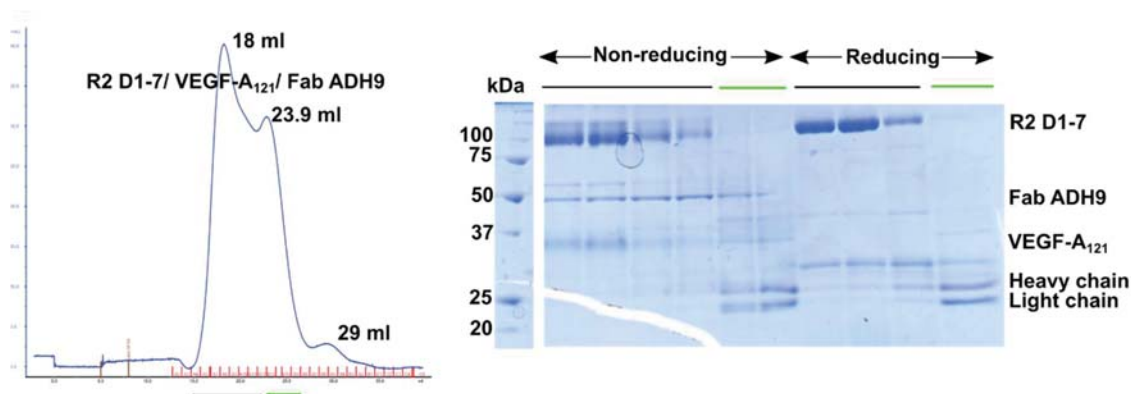 18 ml
R2 D1-7/ VEGF-A₁₂₁/ Fab ADH9
23.9 ml
29 ml
Non-reducing
Reducing
kDa
100
75
50
37
25
20
R2 D1-7
Fab ADH9
VEGF-A₁₂₁
Heavy chain
Light chain